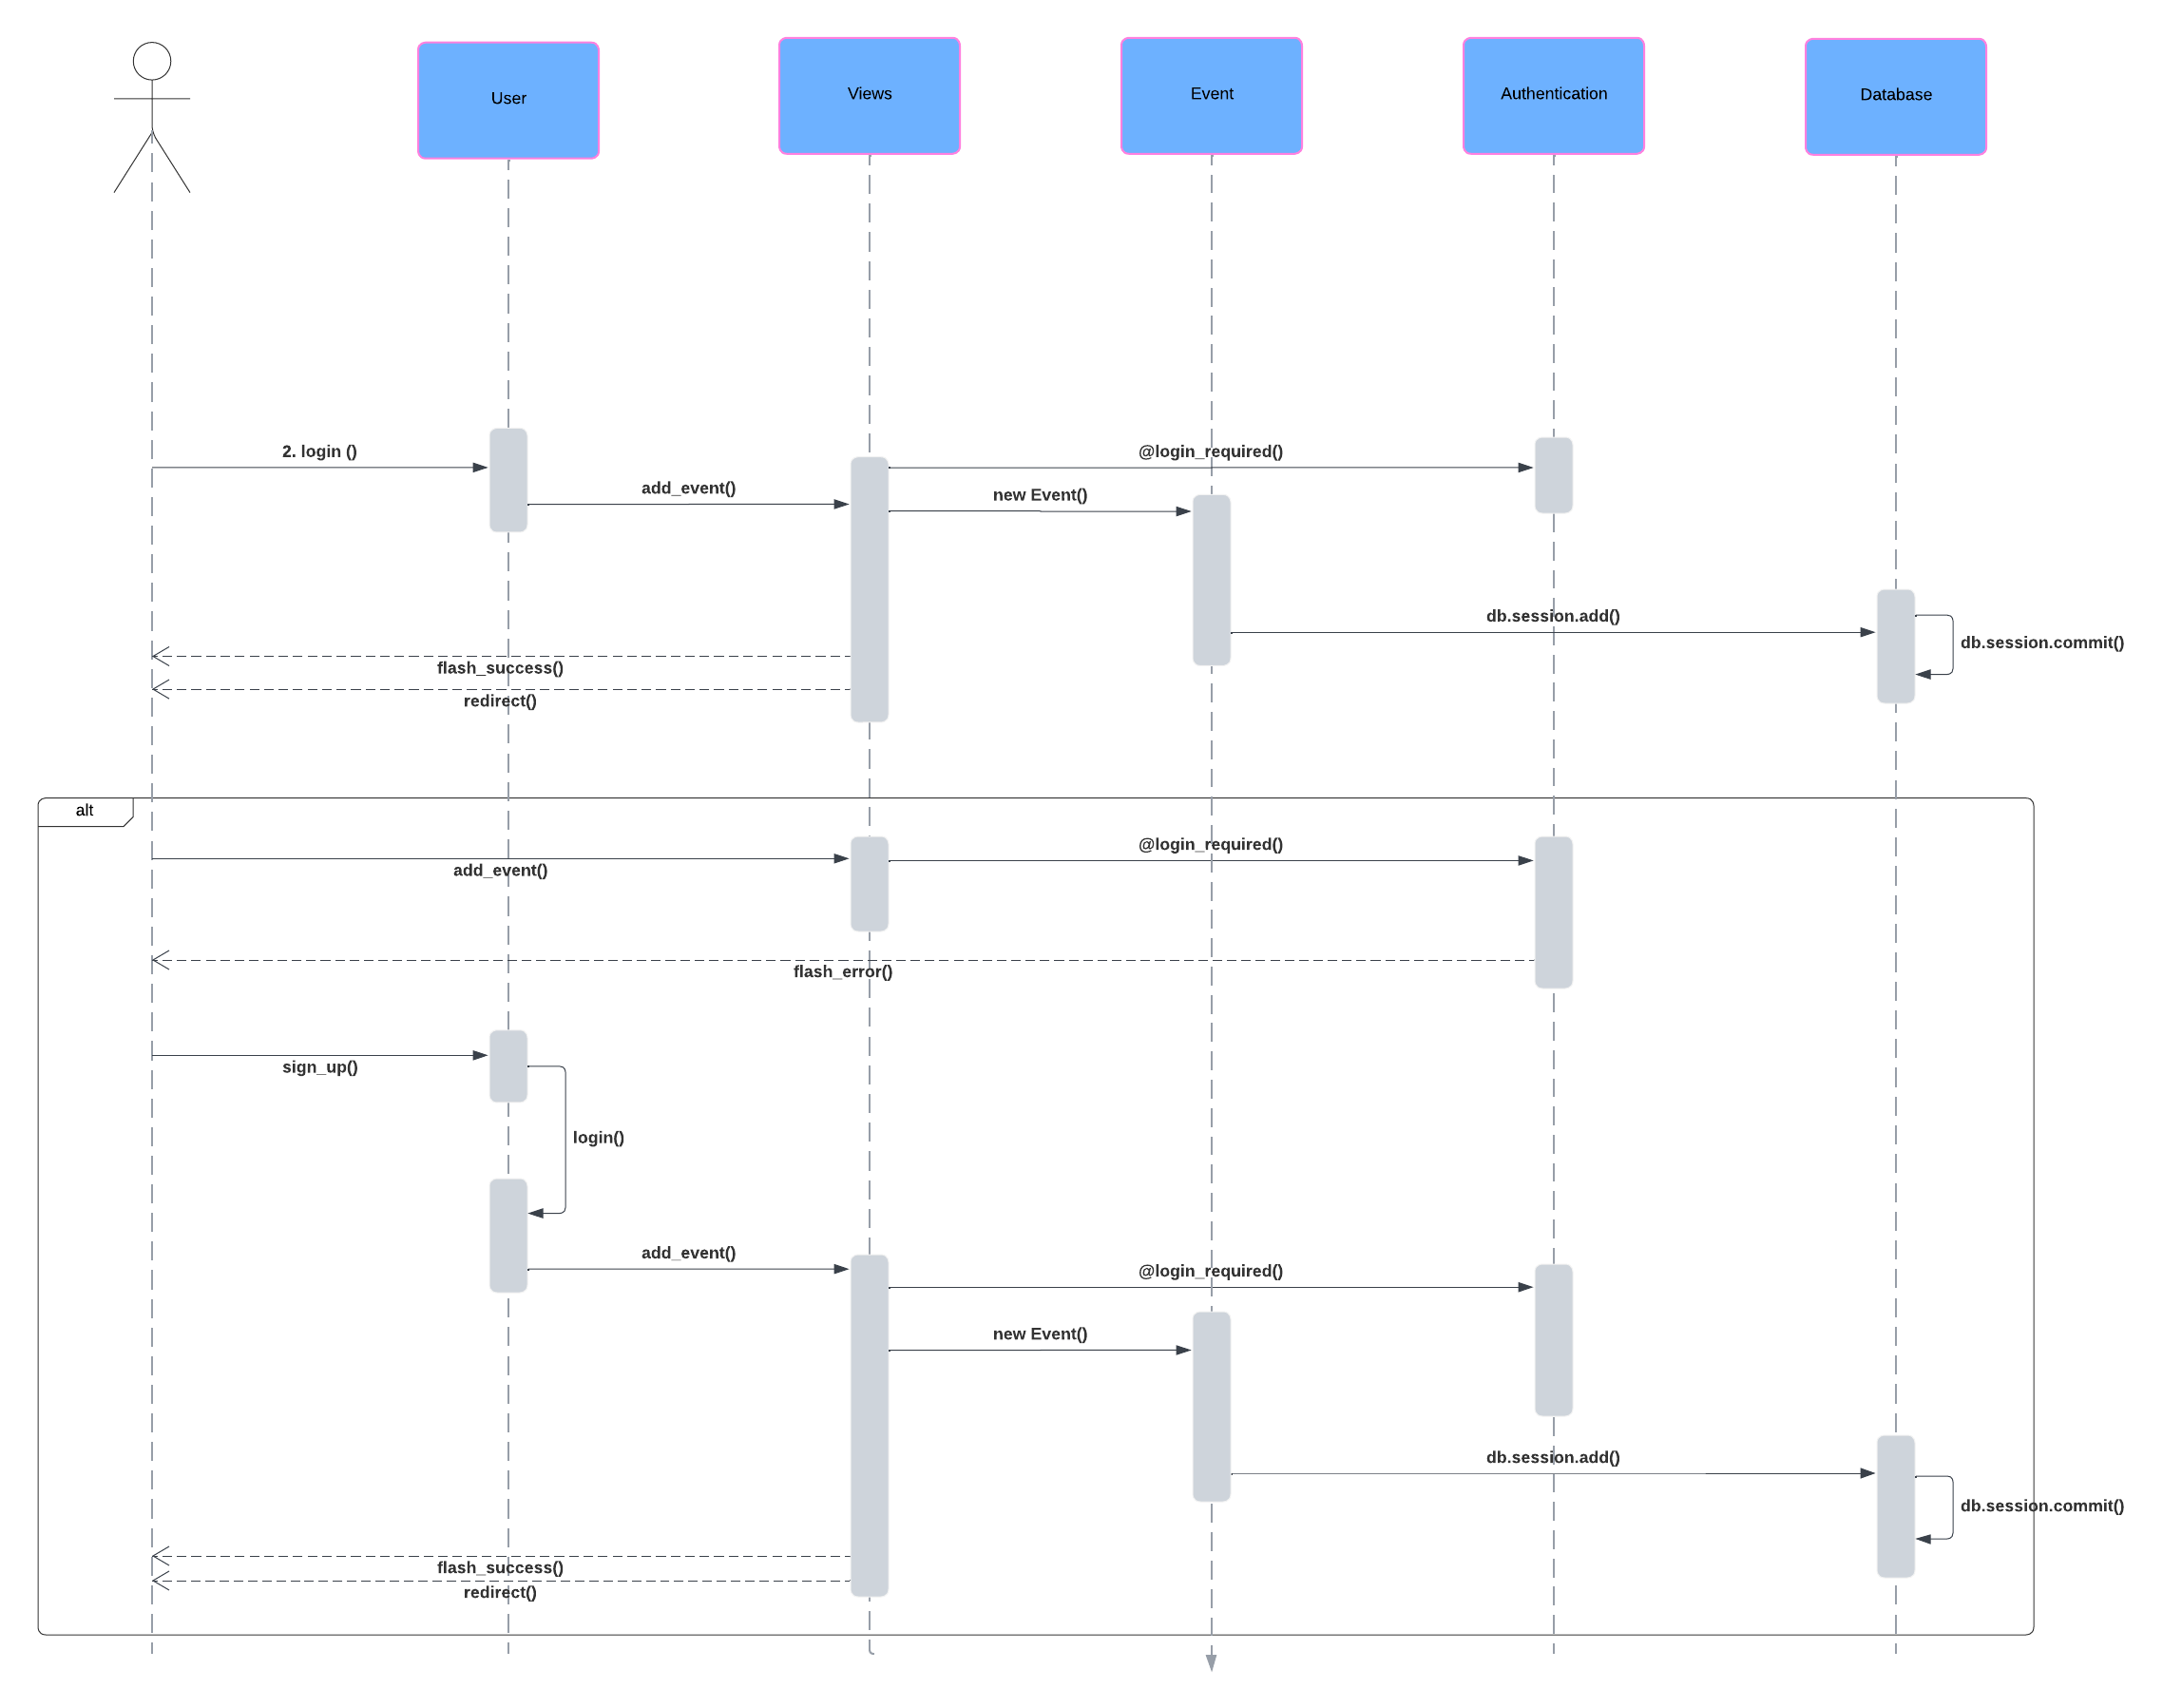 User
Views
Event
Authentication
Database
2. login ()
@login_required()
add_event()
new Event()
db.session.add()
db.session.commit()
flash_success()
redirect()
alt
@login_required()
add_event()
flash_error()
sign_up()
login()
add_event()
@login_required()
new Event()
db.session.add()
db.session.commit()
flash_success()
redirect()